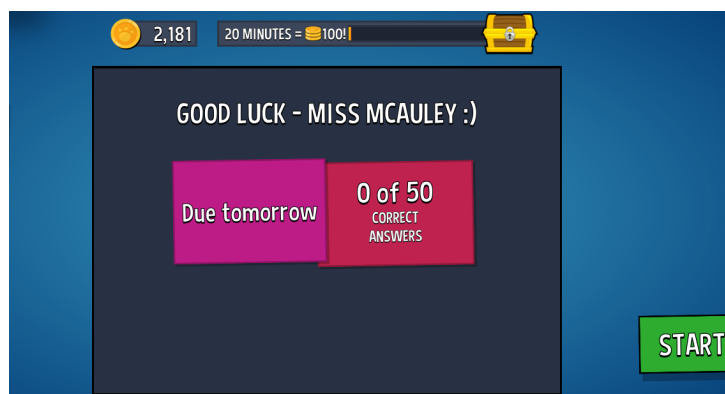 2,181
20 MINUTES = 100!
GOOD LUCK - MISS MCAULEY :)
Due tomorrow
0 of 50
CORRECT
ANSWERS
START